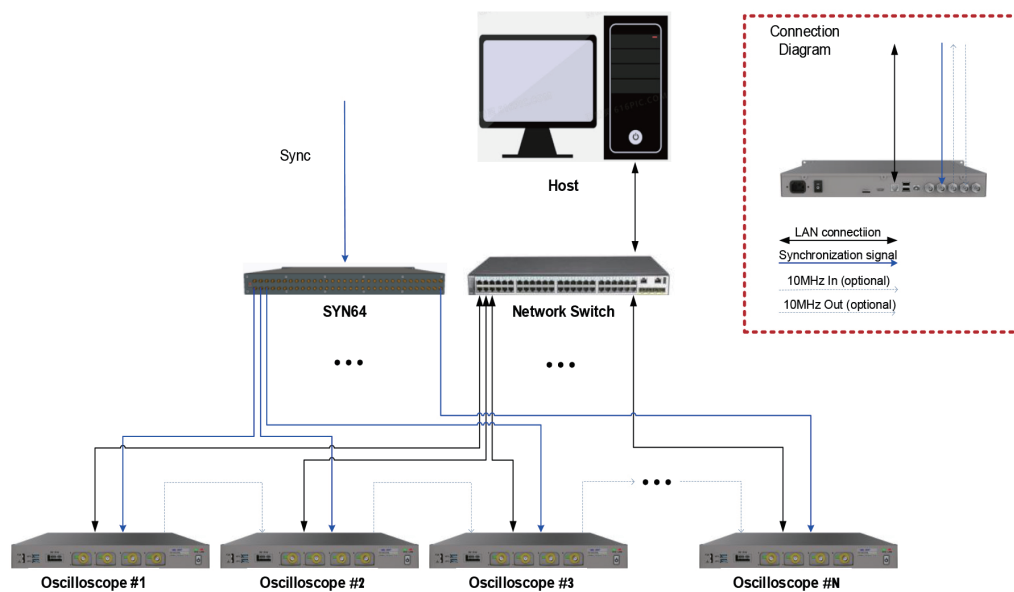 Connection
Diagram
Sync
Host
LAN connectiion
Synchronization signal
10MHz In (optional)
10MHz Out (optional)
SYN64
Network Switch
Oscilloscope #1
Oscilloscope #2
Oscilloscope #3
Oscilloscope #N